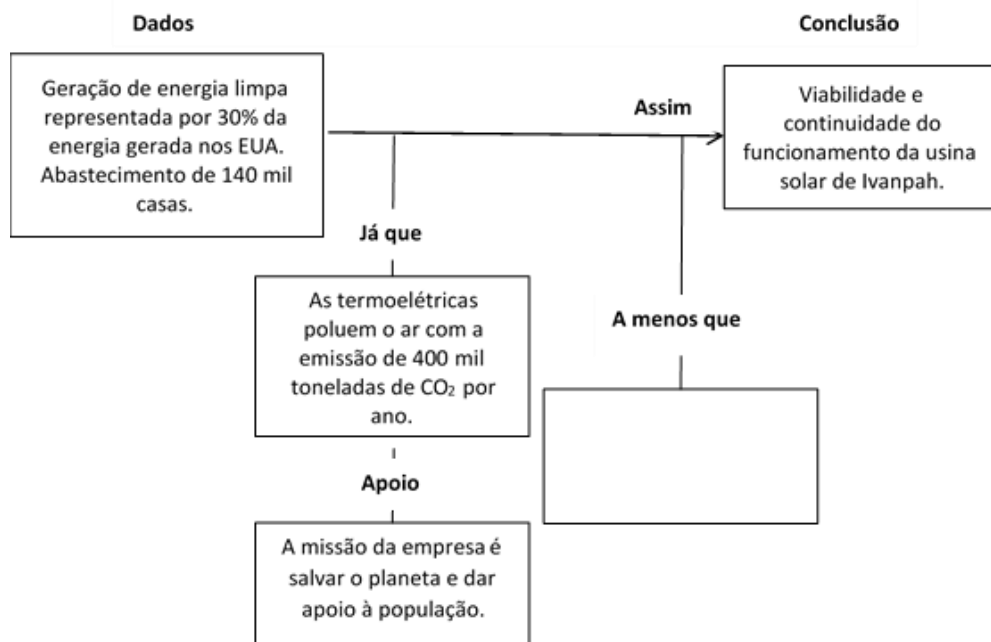 Dados
Conclusão
Geração de energia limpa
representada por 30% da
energia gerada nos EUA.
Abastecimento de 140 mil
casas.
Assim
Viabilidade e
continuidade do
funcionamento da usina
solar de Ivanpah.
Já que
As termoelétricas
poluem o ar com a
emissão de 400 mil
toneladas de CO₂ por
ano.
A menos que
Apoio
A missão da empresa é
salvar o planeta e dar
apoio à população.